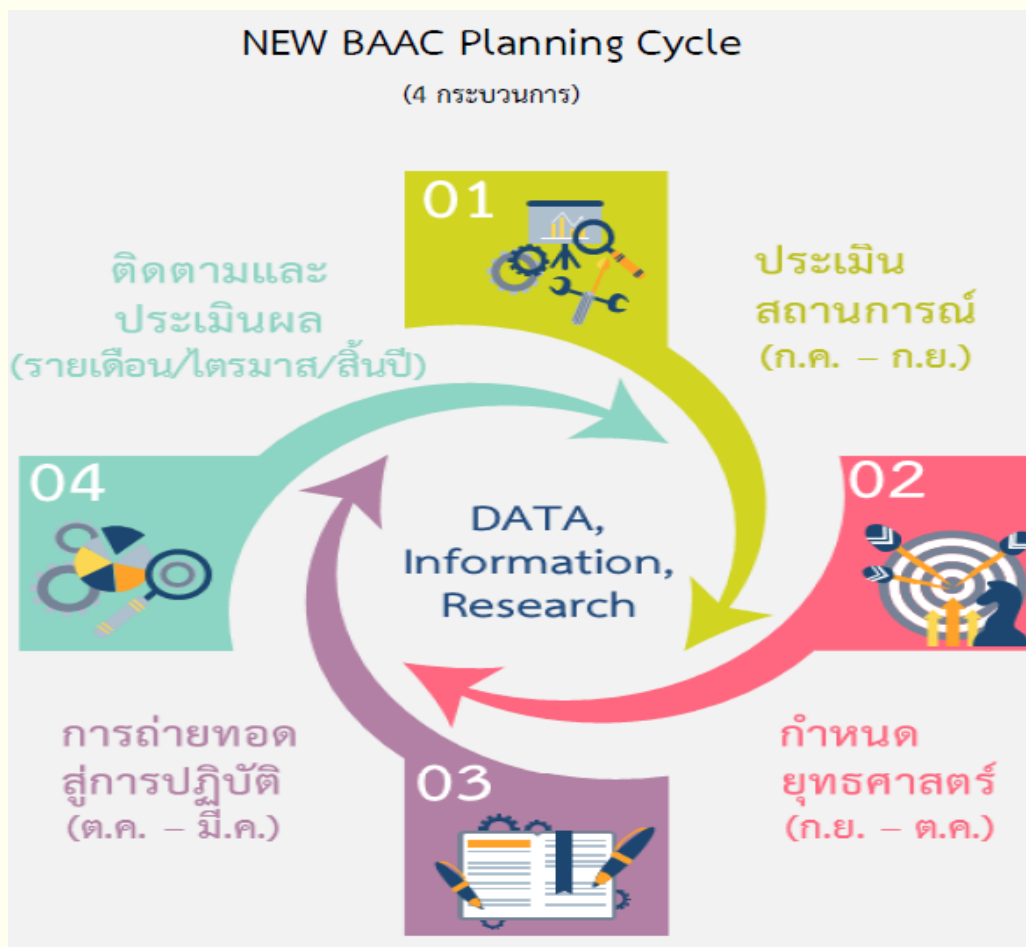 NEW BAAC Planning Cycle
(4 กระบวนการ)
01
ประเมิน
สถานการณ์
(ก.ค. – ก.ย.)
02
กำหนด
ยุทธศาสตร์
(ก.ย. – ต.ค.)
03
การถ่ายทอด
สู่การปฏิบัติ
(ต.ค. – มี.ค.)
04
ติดตามและ
ประเมินผล
(รายเดือน/ไตรมาส/สิ้นปี)
DATA,
Information,
Research